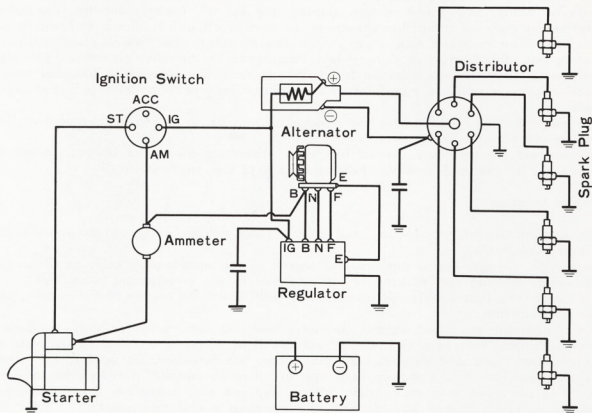 Ignition Switch
ACC
ST
IG
AM
+
−
Alternator
Distributor
Spark Plug
E
B
N
F
Ammeter
IG
B
N
F
E
Regulator
Starter
+
−
Battery